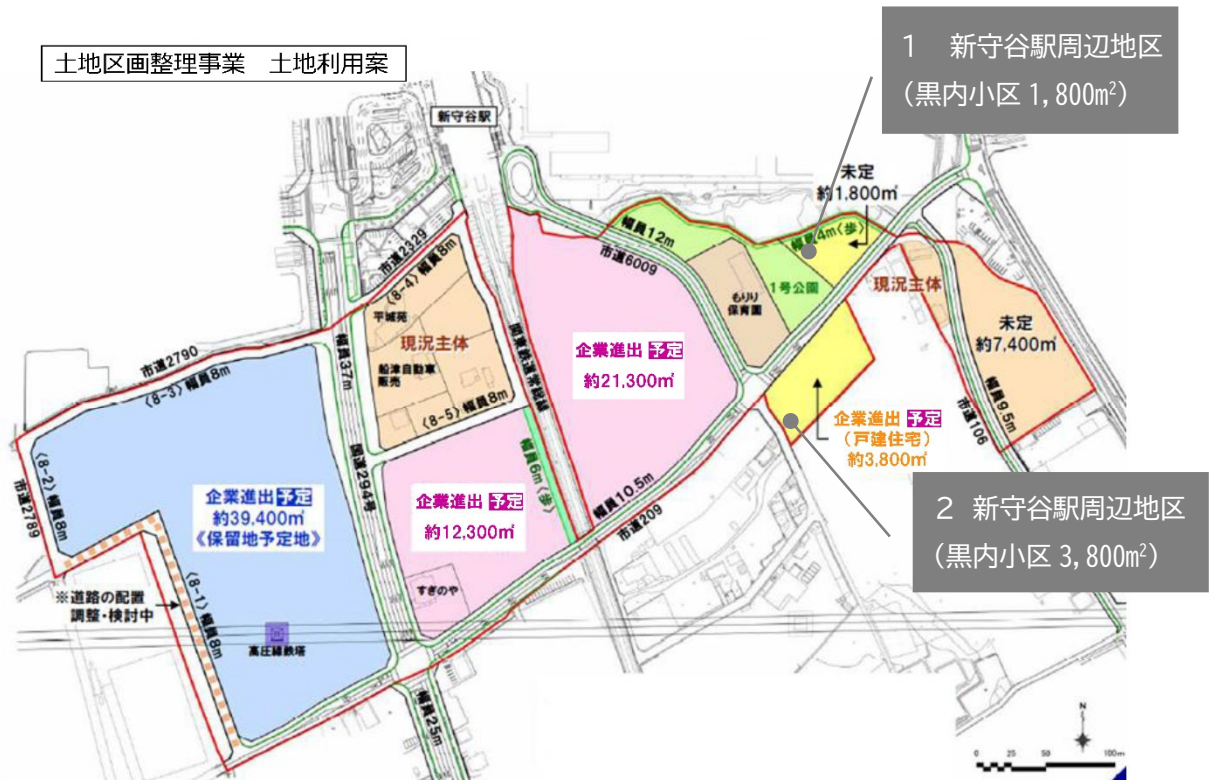 土地区画整理事業　土地利用案
1　新守谷駅周辺地区
（黒内小区 1,800㎡）
新守谷駅
未定
約1,800㎡
幅員12m
幅員4m〈歩〉
市道6009
市道2329
〈8-4〉幅員8m
もりり
保育園
1号公園
現況主体
平城苑
現況主体
船津自動車
販売
関東鉄道常総線
企業進出 予定
約21,300㎡
未定
約7,400㎡
市道2790
〈8-3〉幅員8m
幅員37m
〈8-5〉幅員8m
幅員9.5m
市道106
企業進出 予定
（戸建住宅）
約3,800㎡
〈8-2〉幅員8m
市道2789
国道294号
幅員6m〈歩〉
企業進出 予定
約39,400㎡
《保留地予定地》
企業進出 予定
約12,300㎡
幅員10.5m
市道209
2　新守谷駅周辺地区
（黒内小区 3,800㎡）
※道路の配置
調整・検討中
〈8-1〉幅員8m
すぎのや
高圧線鉄塔
幅員25m
N
0 25 50 100m